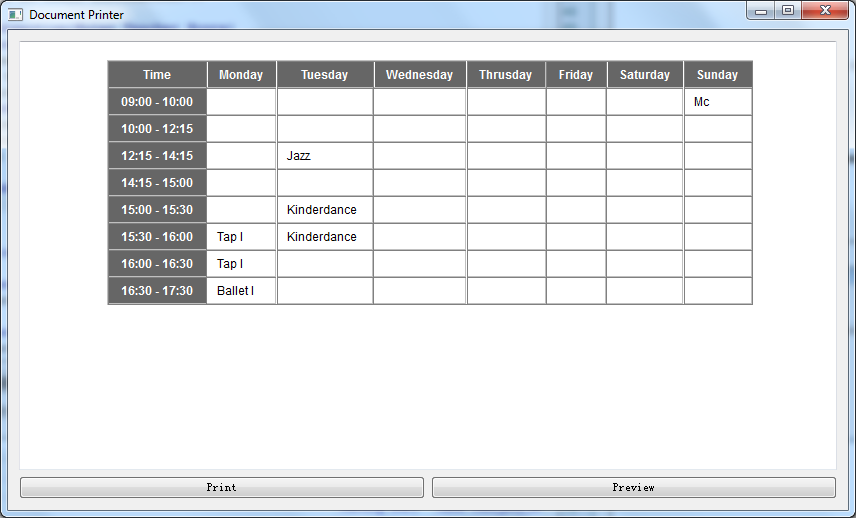 Document Printer
Time Monday Tuesday Wednesday Thrusday Friday Saturday Sunday
09:00 - 10:00 Mc
10:00 - 12:15
12:15 - 14:15 Jazz
14:15 - 15:00
15:00 - 15:30 Kinderdance
15:30 - 16:00 Tap I Kinderdance
16:00 - 16:30 Tap I
16:30 - 17:30 Ballet I
Print Preview